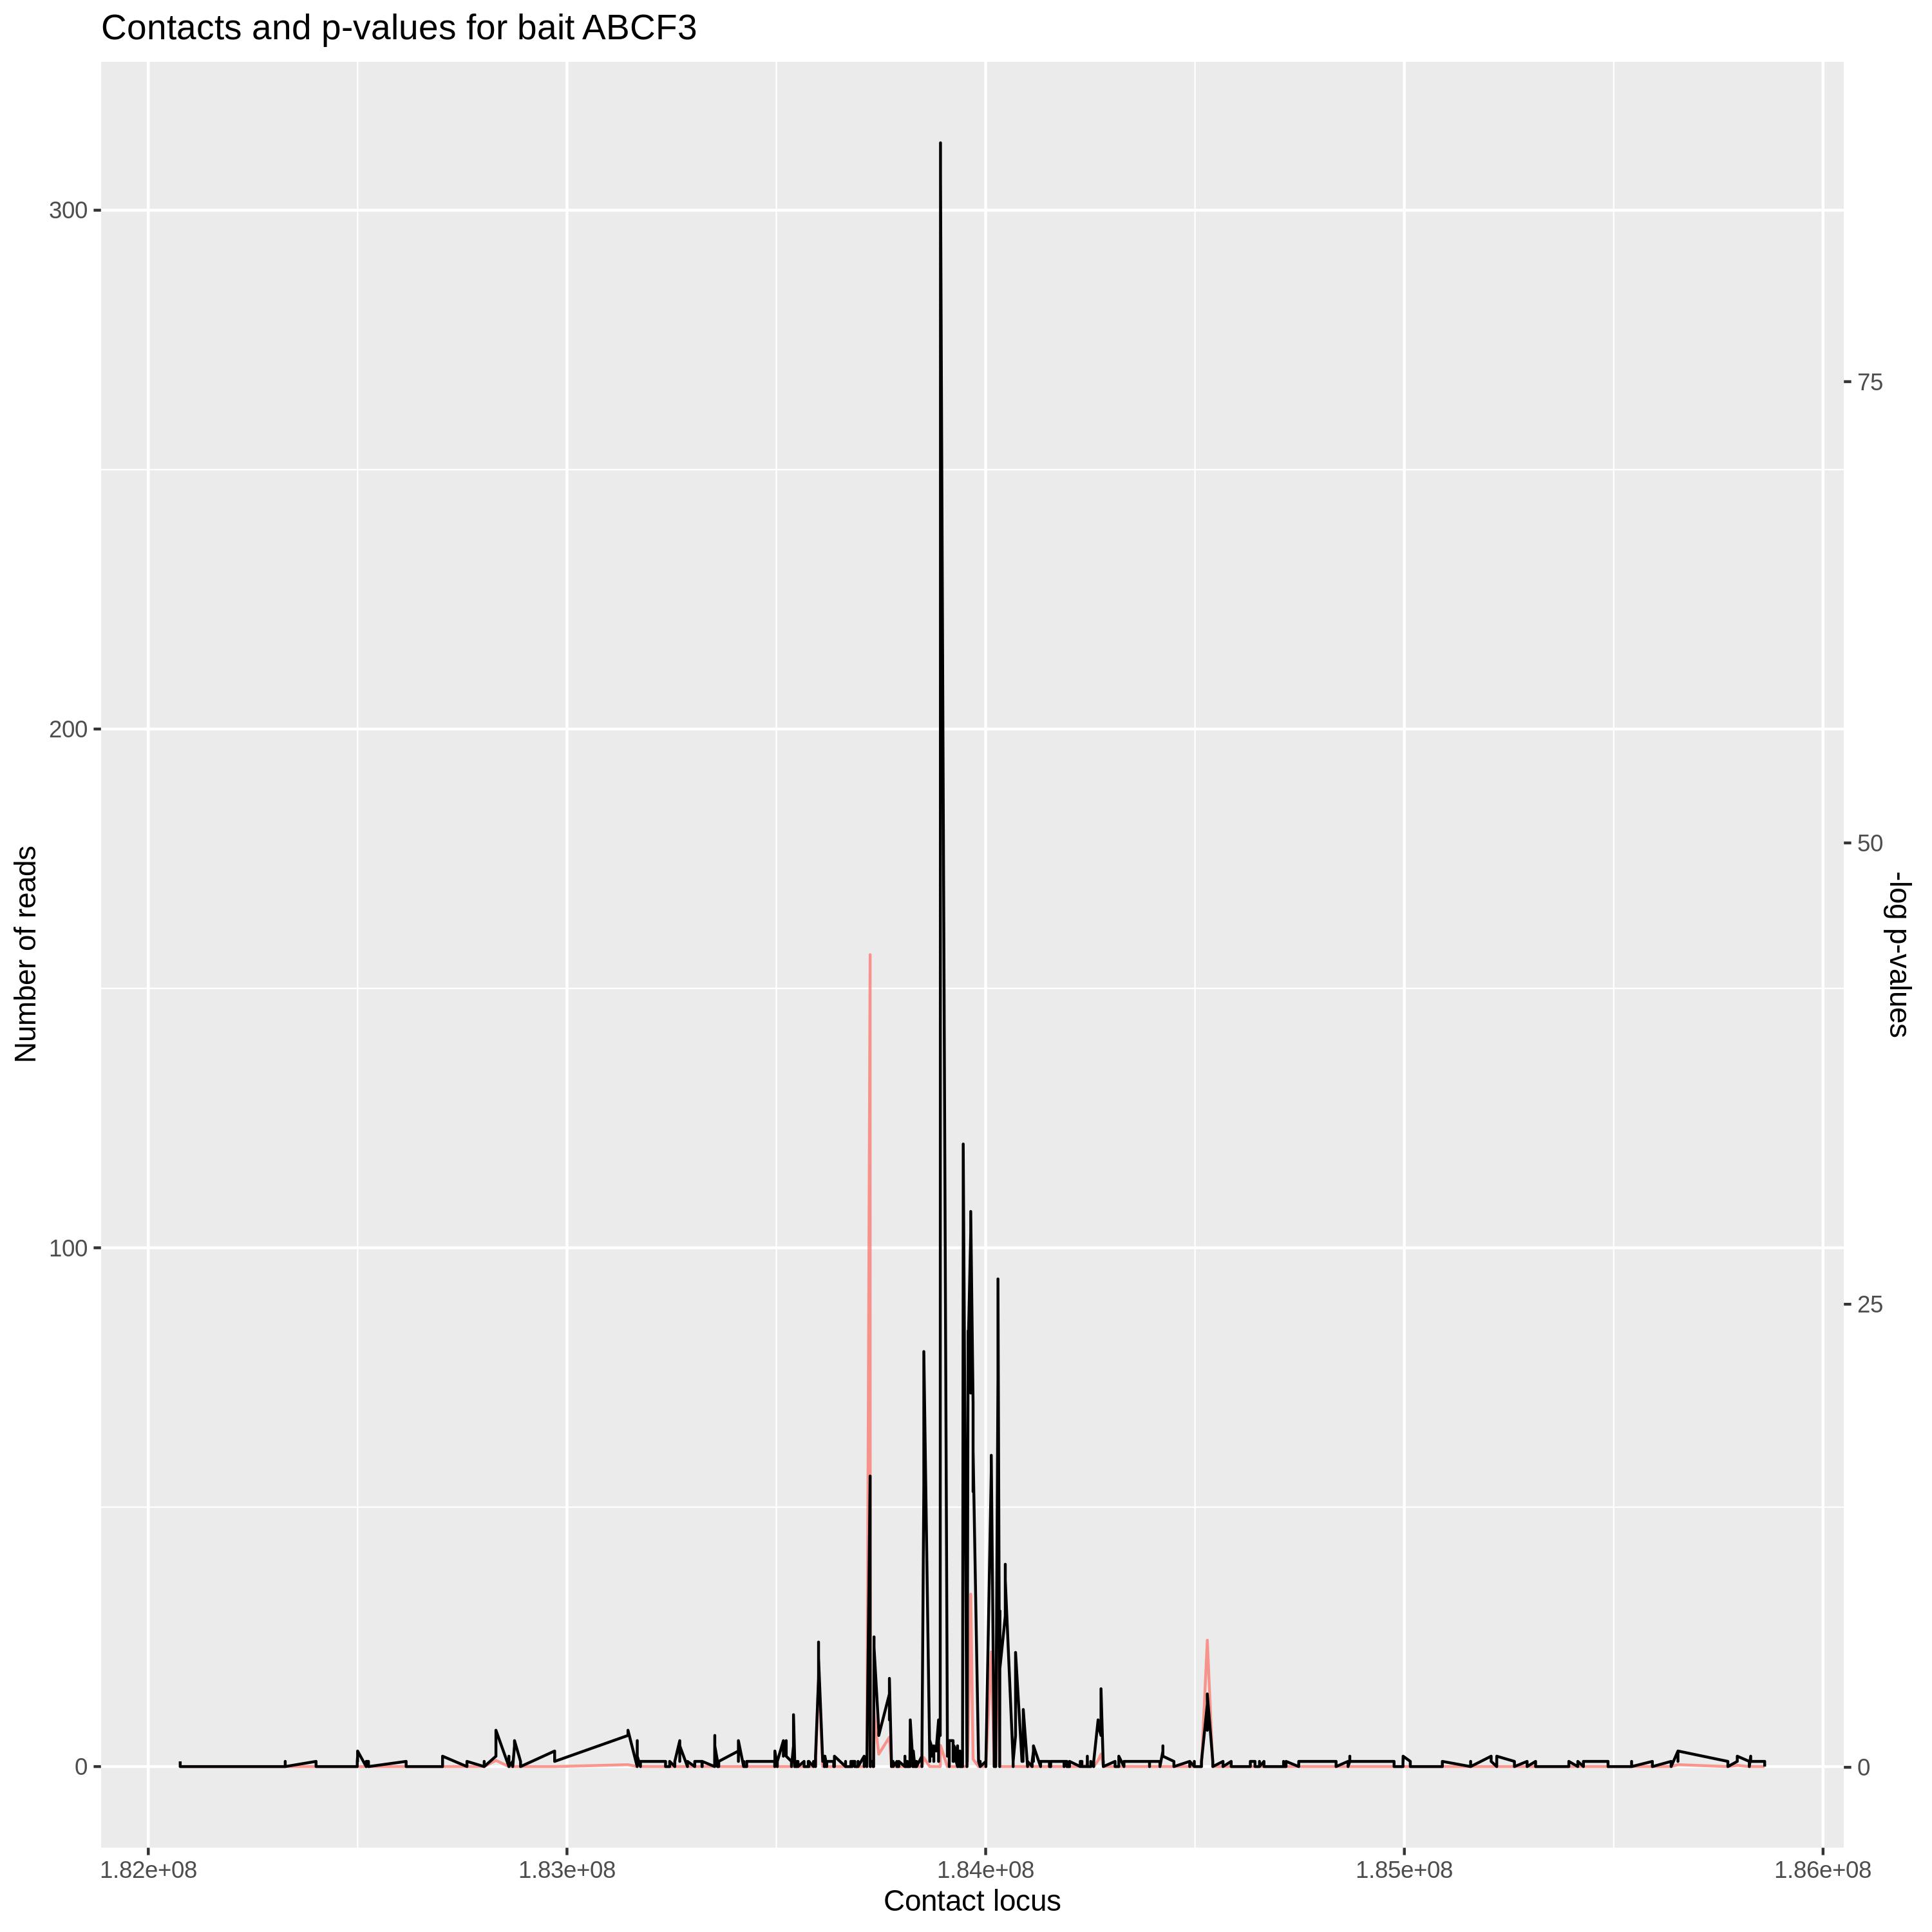 Contacts and p-values for bait ABCF3
300
200
100
0
Number of reads
75
50
25
0
-log p-values
1.82e+08
1.83e+08
1.84e+08
1.85e+08
1.86e+08
Contact locus